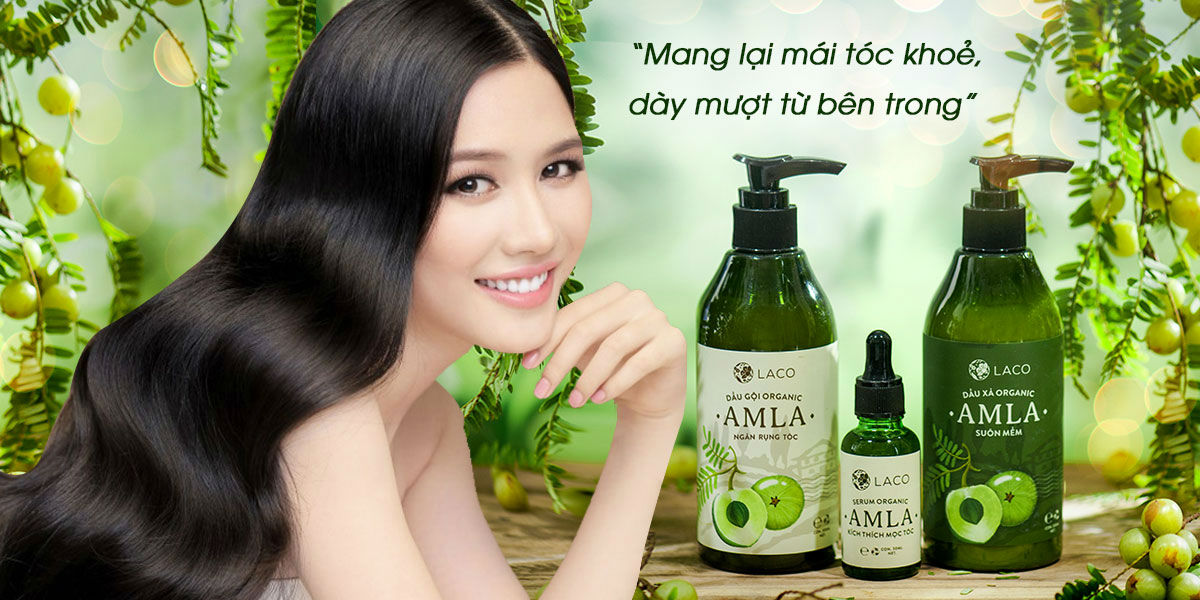 “Mang lại mái tóc khoẻ,
dày mượt từ bên trong”
LACO
DẦU GỘI ORGANIC
AMLA
NGĂN RỤNG TÓC
LACO
SERUM ORGANIC
AMLA
KÍCH THÍCH MỌC TÓC
LACO
DẦU XẢ ORGANIC
AMLA
SUÔN MỀM